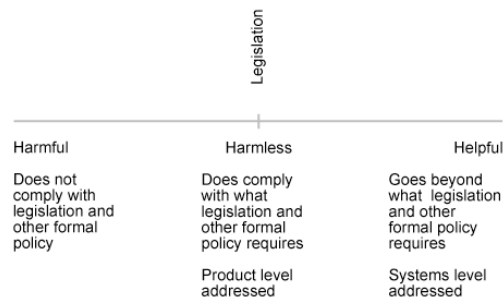 Legislation
Harmful
Harmless
Helpful
Does not
comply with
legislation and
other formal
policy
Does comply
with what
legislation and
other formal
policy requires
Goes beyond
what legislation
and other
formal policy
requires
Product level
addressed
Systems level
addressed